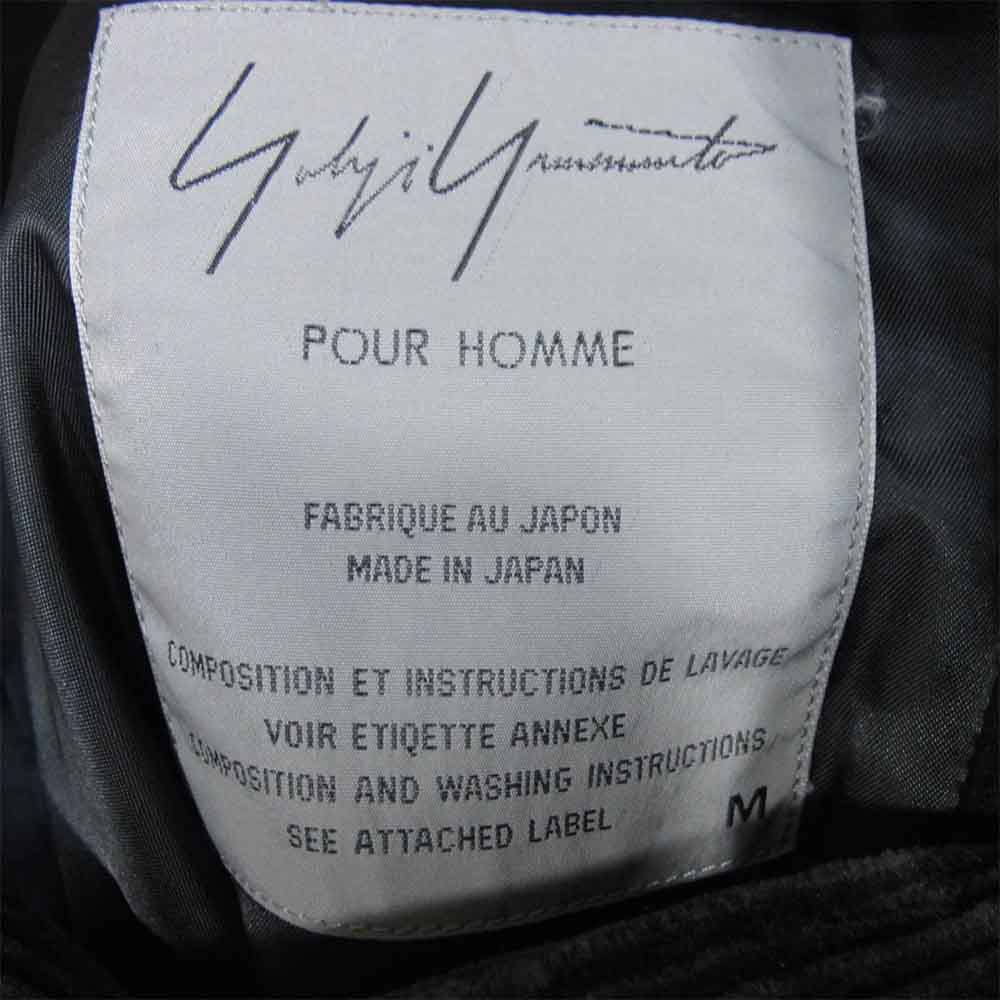 Yohji Yamamoto
POUR HOMME
FABRIQUE AU JAPON
MADE IN JAPAN
COMPOSITION ET INSTRUCTIONS DE LAVAGE
VOIR ETIQETTE ANNEXE
COMPOSITION AND WASHING INSTRUCTIONS
SEE ATTACHED LABEL
M